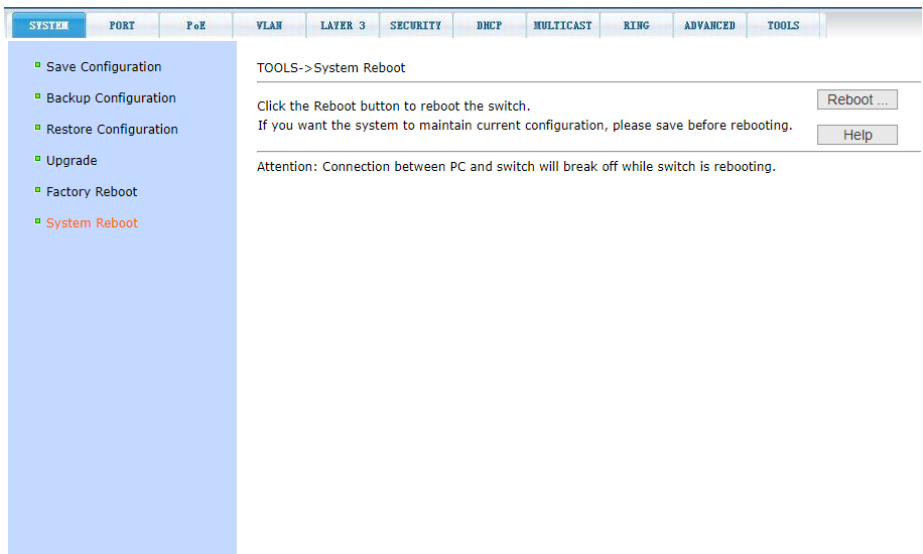 SYSTEM PORT PoE VLAN LAYER 3 SECURITY DHCP MULTICAST RING ADVANCED TOOLS
Save Configuration
Backup Configuration
Restore Configuration
Upgrade
Factory Reboot
System Reboot
TOOLS->System Reboot
Click the Reboot button to reboot the switch.
If you want the system to maintain current configuration, please save before rebooting.
Reboot ...
Help
Attention: Connection between PC and switch will break off while switch is rebooting.